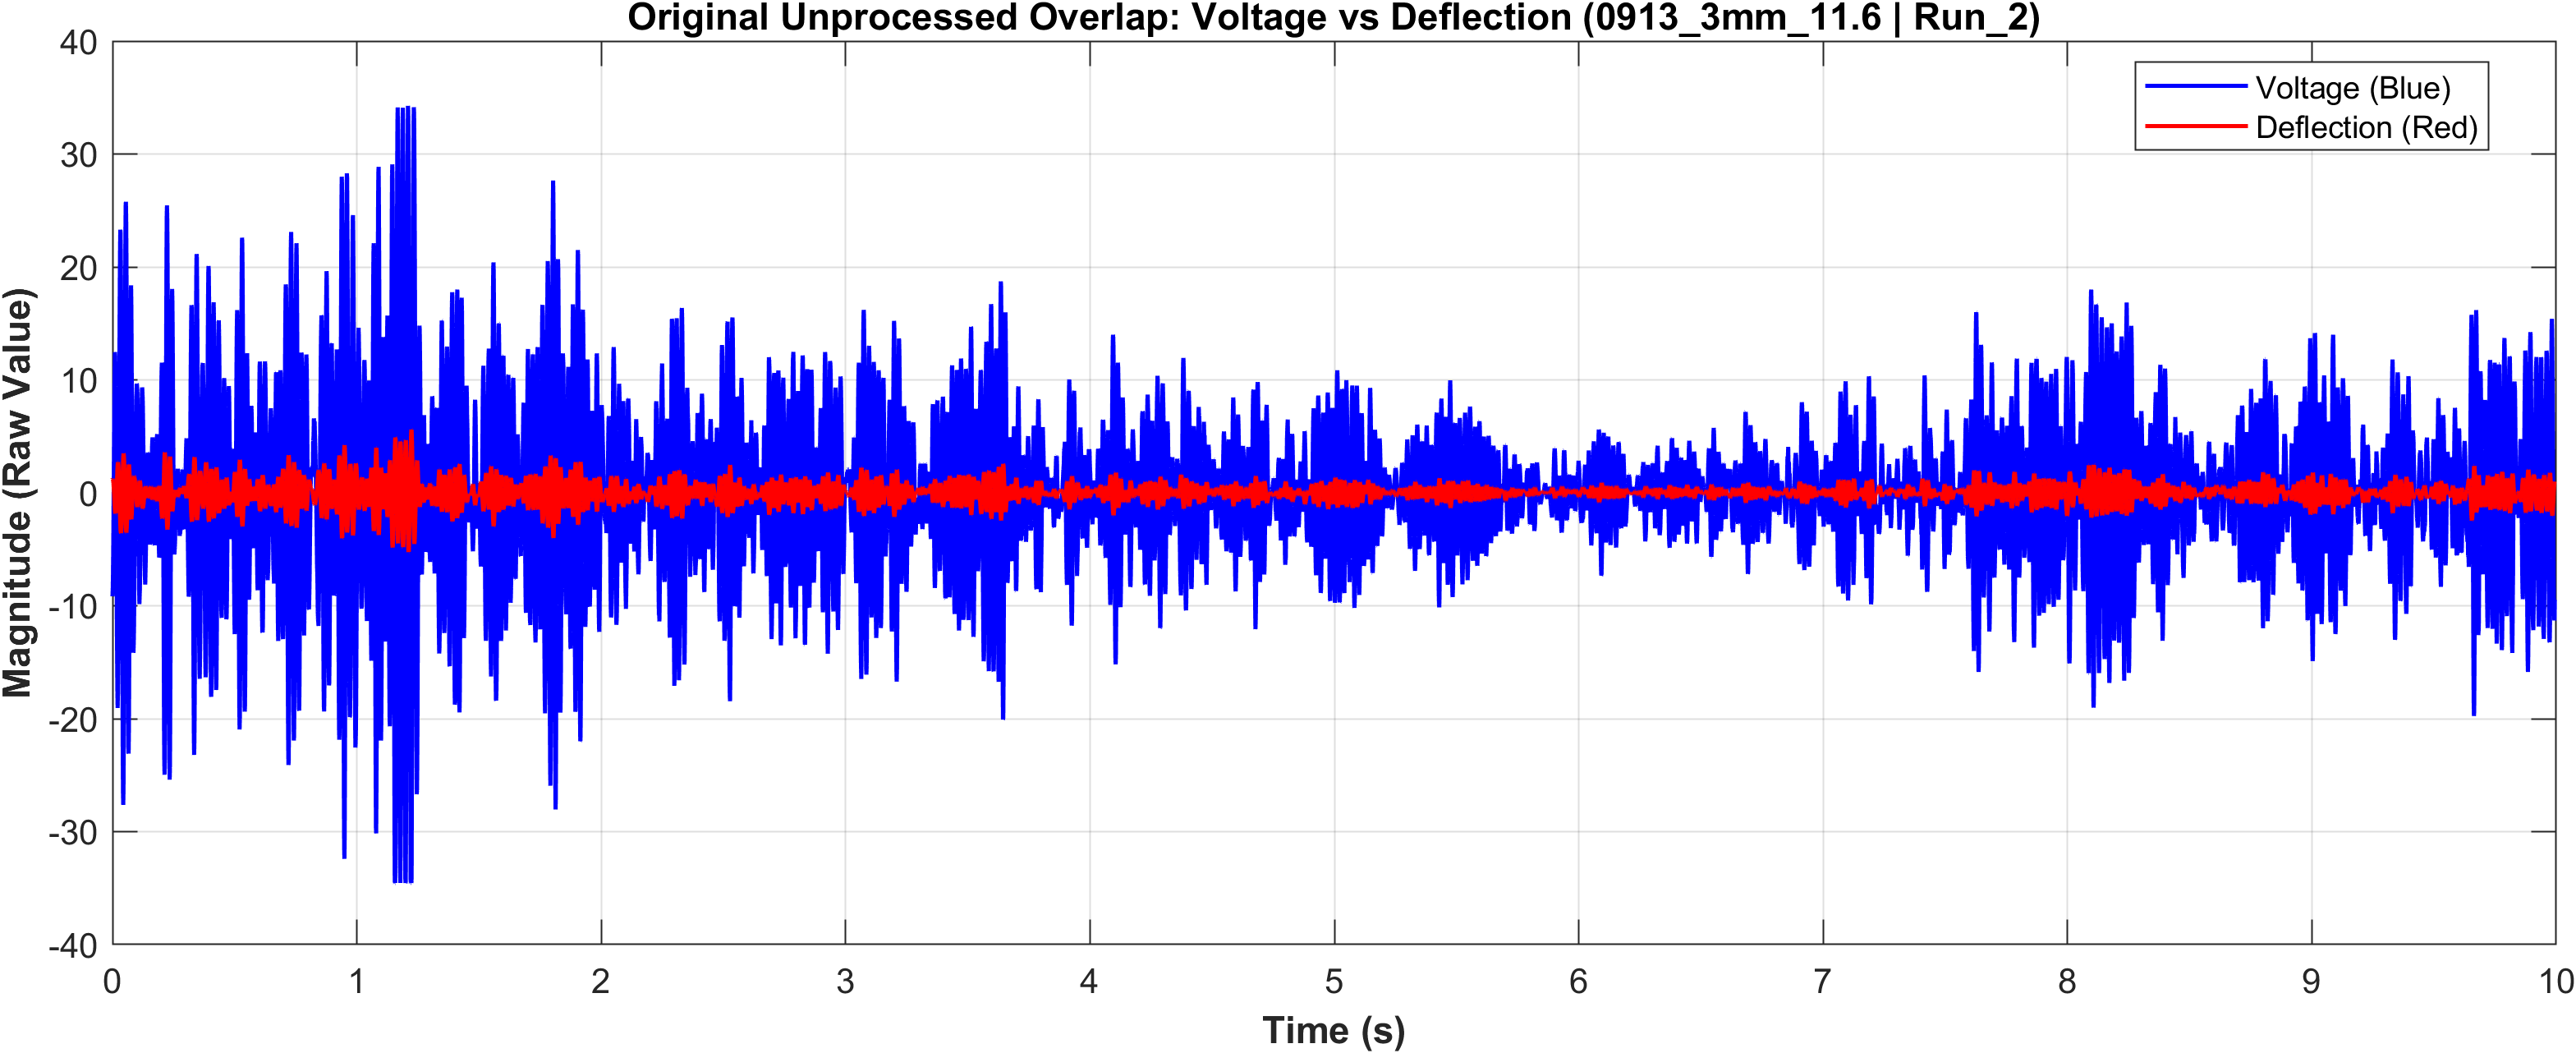 Original Unprocessed Overlap: Voltage vs Deflection (0913_3mm_11.6 | Run_2)
Voltage (Blue)
Deflection (Red)
Magnitude (Raw Value)
40
30
20
10
0
-10
-20
-30
-40
0 1 2 3 4 5 6 7 8 9 10
Time (s)